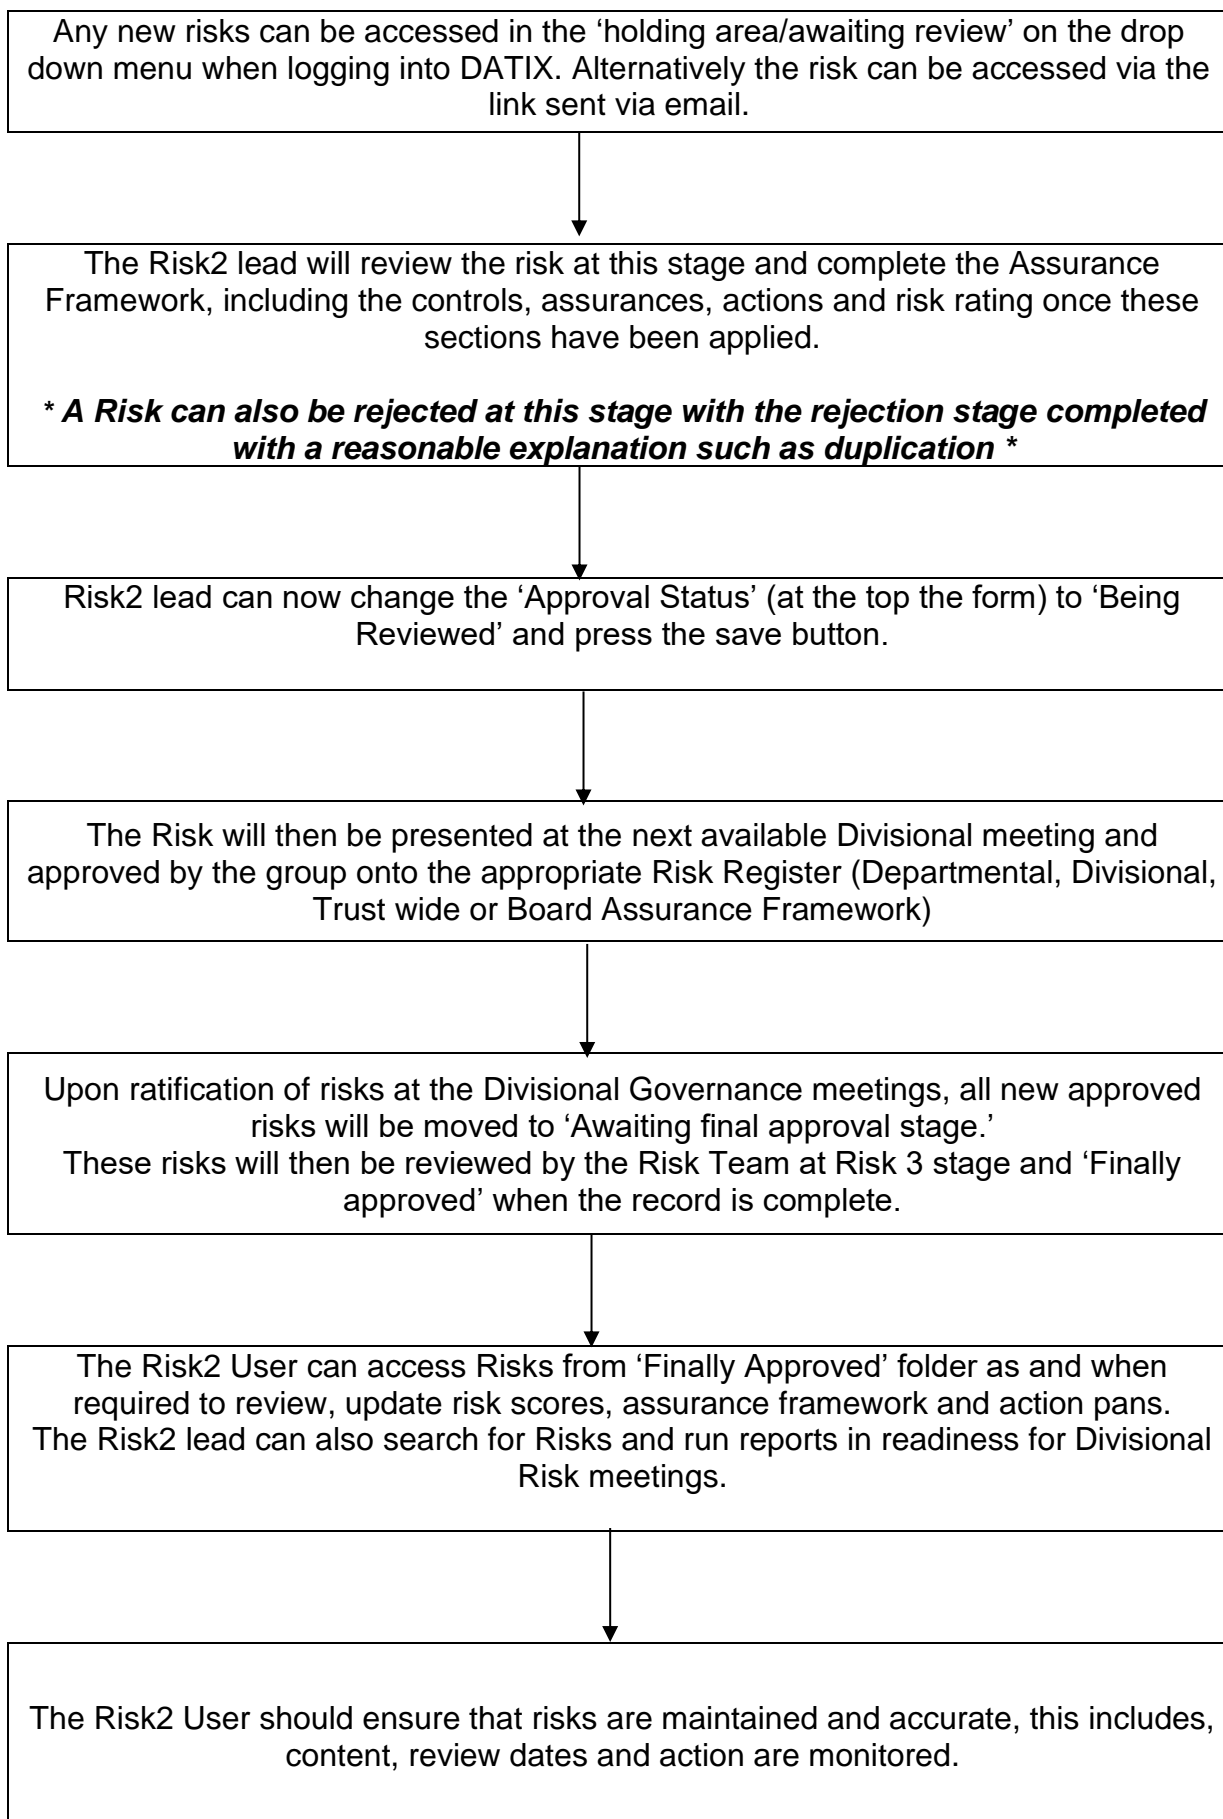 Any new risks can be accessed in the ‘holding area/awaiting review’ on the drop
down menu when logging into DATIX. Alternatively the risk can be accessed via the
link sent via email.
The Risk2 lead will review the risk at this stage and complete the Assurance
Framework, including the controls, assurances, actions and risk rating once these
sections have been applied.
* A Risk can also be rejected at this stage with the rejection stage completed
with a reasonable explanation such as duplication *
Risk2 lead can now change the ‘Approval Status’ (at the top the form) to ‘Being
Reviewed’ and press the save button.
The Risk will then be presented at the next available Divisional meeting and
approved by the group onto the appropriate Risk Register (Departmental, Divisional,
Trust wide or Board Assurance Framework)
Upon ratification of risks at the Divisional Governance meetings, all new approved
risks will be moved to ‘Awaiting final approval stage.’
These risks will then be reviewed by the Risk Team at Risk 3 stage and ‘Finally
approved’ when the record is complete.
The Risk2 User can access Risks from ‘Finally Approved’ folder as and when
required to review, update risk scores, assurance framework and action pans.
The Risk2 lead can also search for Risks and run reports in readiness for Divisional
Risk meetings.
The Risk2 User should ensure that risks are maintained and accurate, this includes,
content, review dates and action are monitored.